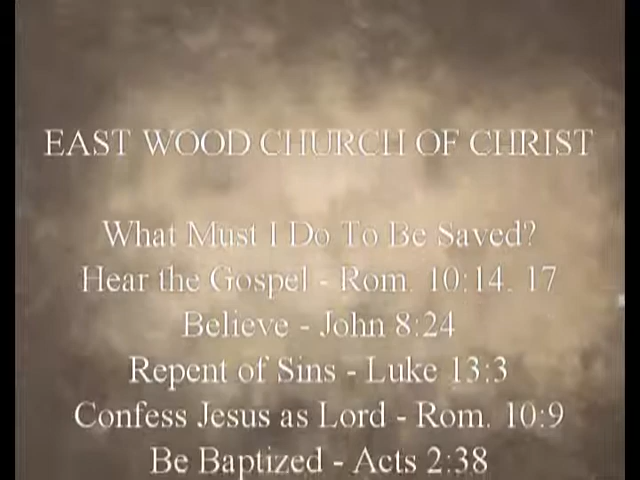 EAST WOOD CHURCH OF CHRIST
What Must I Do To Be Saved?
Hear the Gospel - Rom. 10:14. 17
Believe - John 8:24
Repent of Sins - Luke 13:3
Confess Jesus as Lord - Rom. 10:9
Be Baptized - Acts 2:38